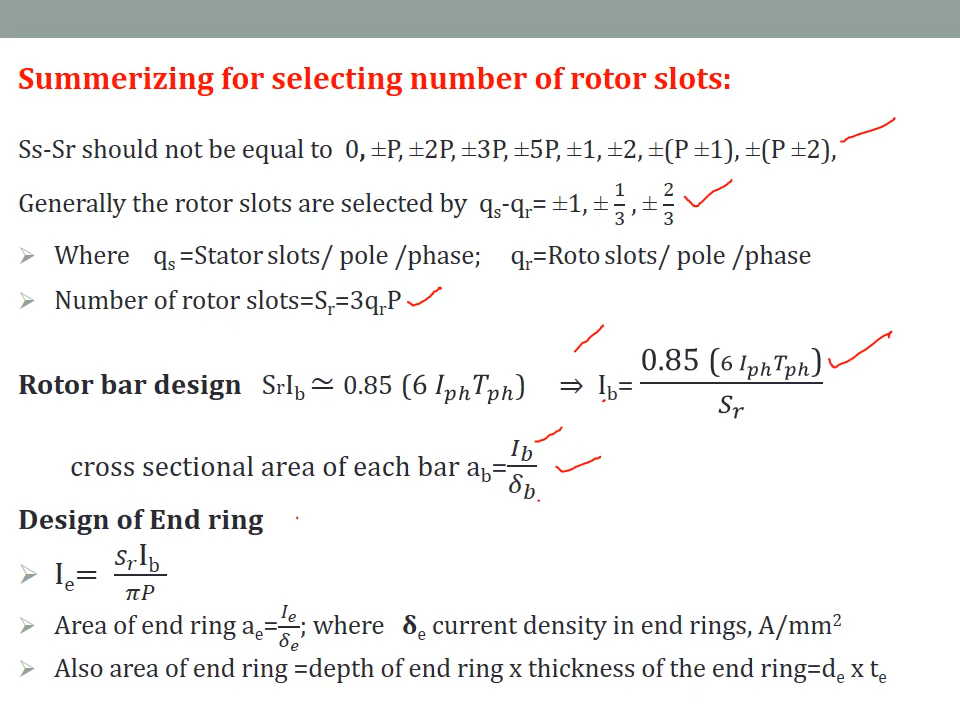 Summerizing for selecting number of rotor slots:
Ss-Sr should not be equal to 0, ±P, ±2P, ±3P, ±5P, ±1, ±2, ±(P ±1), ±(P ±2),
Generally the rotor slots are selected by qs-qr= ±1, ± 1/3 , ± 2/3
➢ Where qs =Stator slots/ pole /phase; qr=Roto slots/ pole /phase
➢ Number of rotor slots=Sr=3qrP
Rotor bar design SrIb ≃ 0.85 (6 IphTph) ⇒ Ib= 0.85 (6 IphTph) / Sr
cross sectional area of each bar ab= Ib / δb
Design of End ring
➢ Ie= SrIb / πP
➢ Area of end ring ae= Ie / δe ; where δe current density in end rings, A/mm²
➢ Also area of end ring =depth of end ring x thickness of the end ring=de x te